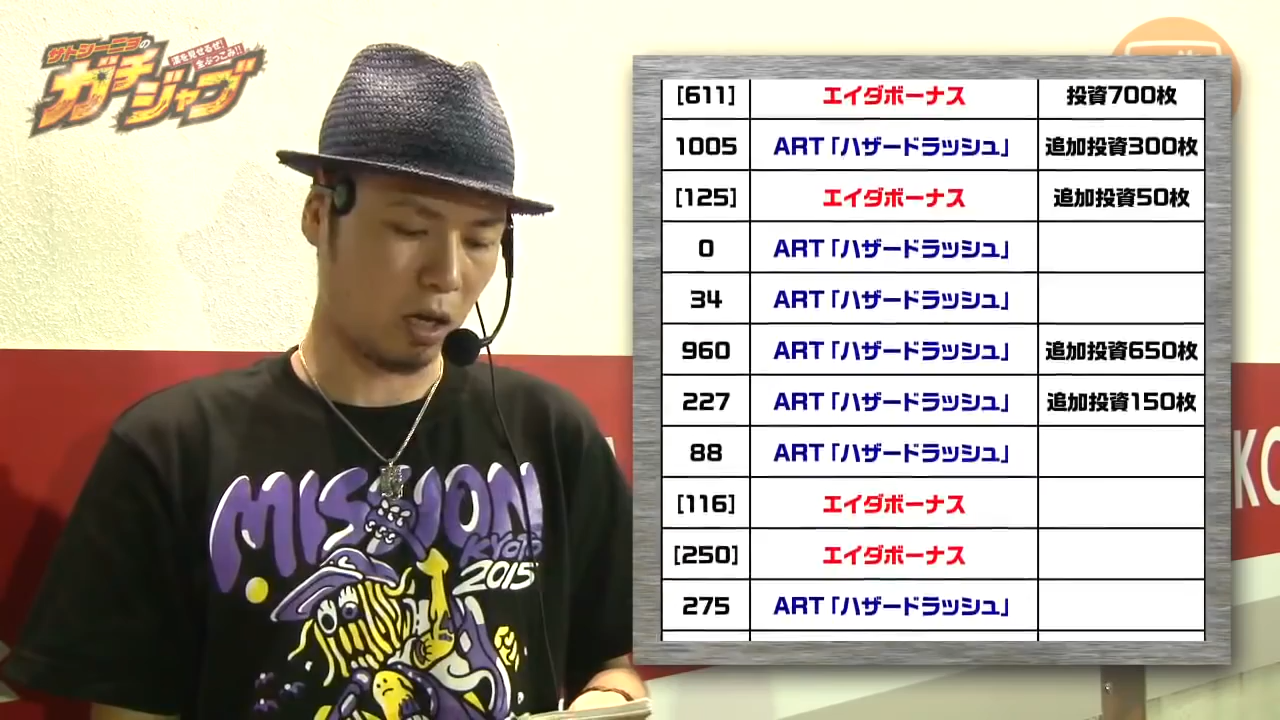 サトシーニョの
ガチ
ジャブ
漢を見せるぜ!
全ぶっこみ!!
[611] エイダボーナス 投資700枚
1005 ART「ハザードラッシュ」 追加投資300枚
[125] エイダボーナス 追加投資50枚
0 ART「ハザードラッシュ」
34 ART「ハザードラッシュ」
960 ART「ハザードラッシュ」 追加投資650枚
227 ART「ハザードラッシュ」 追加投資150枚
88 ART「ハザードラッシュ」
[116] エイダボーナス
[250] エイダボーナス
275 ART「ハザードラッシュ」
MISSION
KYOTO
2015
KO